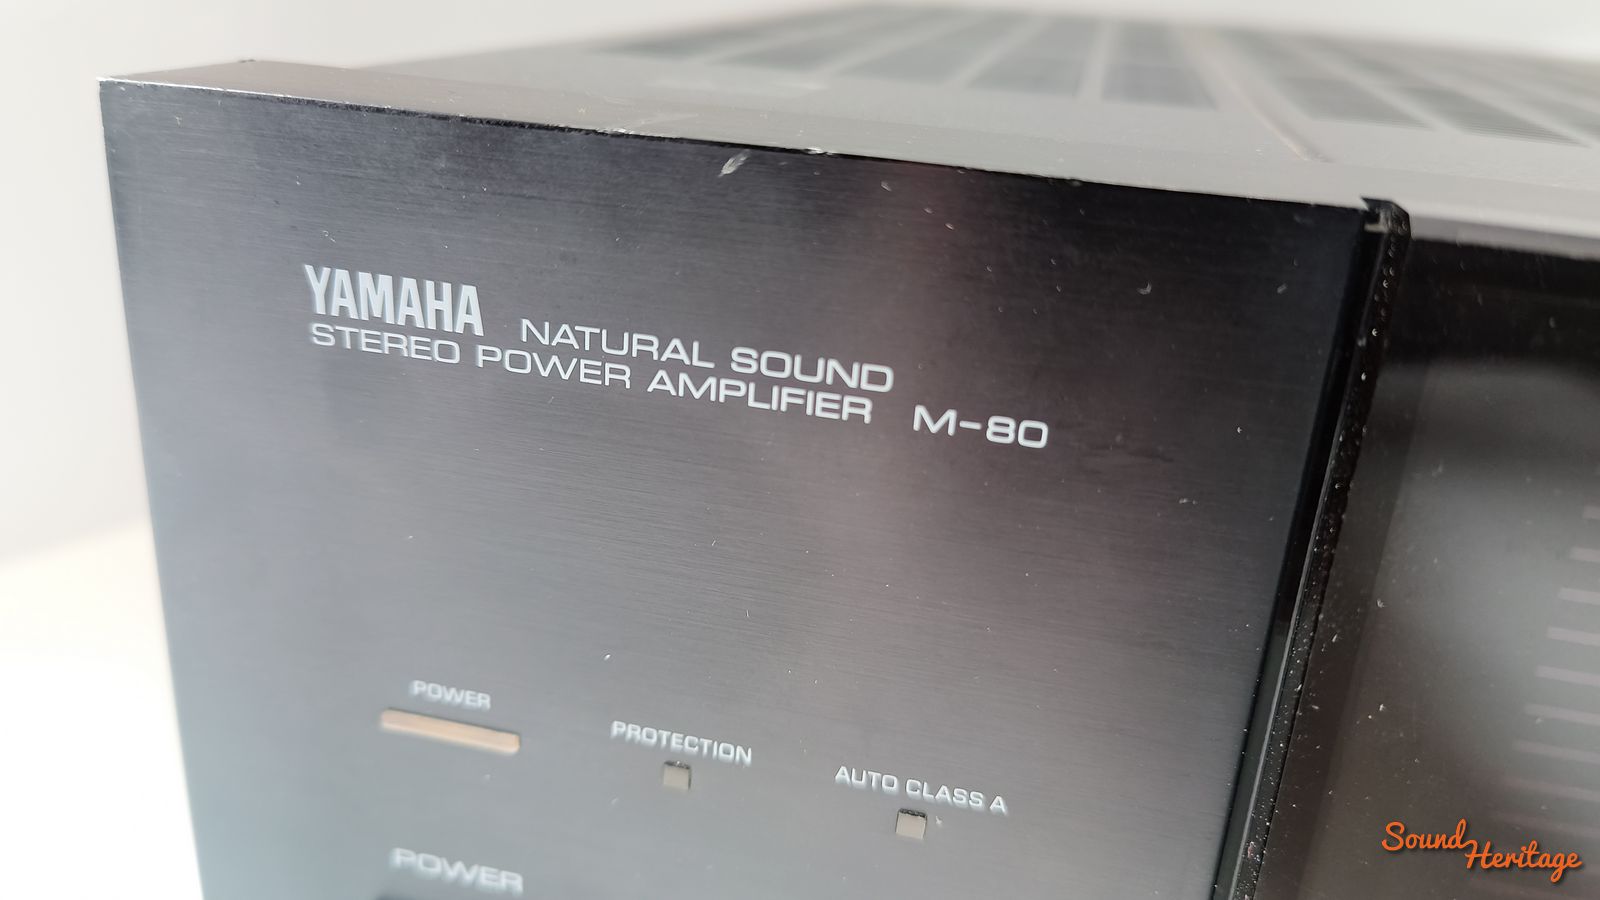 YAMAHA NATURAL SOUND
STEREO POWER AMPLIFIER M-80
POWER
PROTECTION
AUTO CLASS A
POWER
Sound
Heritage